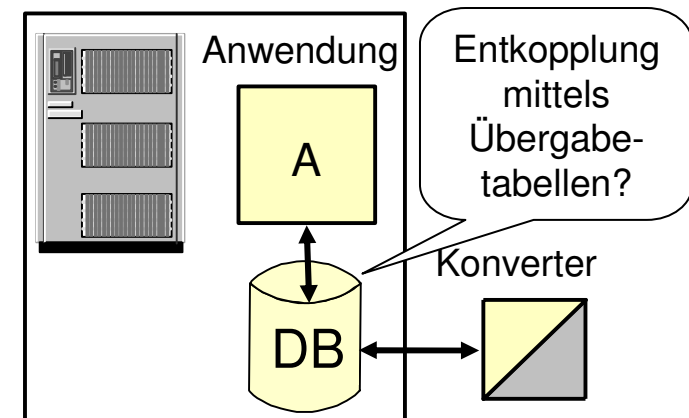 Anwendung
A
DB
Entkopplung
mittels
Übergabe-
tabellen?
Konverter